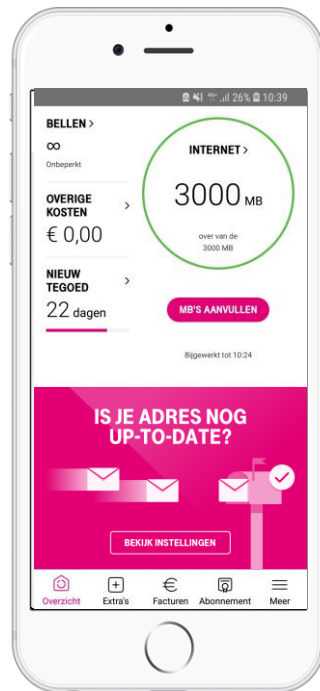 26% 10:39
BELLEN >
∞
Onbeperkt
OVERIGE
KOSTEN >
€ 0,00
NIEUW
TEGOED >
22 dagen
INTERNET >
3000 MB
over van de
3000 MB
MB'S AANVULLEN
Bijgewerkt tot 10:24
IS JE ADRES NOG
UP-TO-DATE?
BEKIJK INSTELLINGEN
Overzicht Extra's Facturen Abonnement Meer